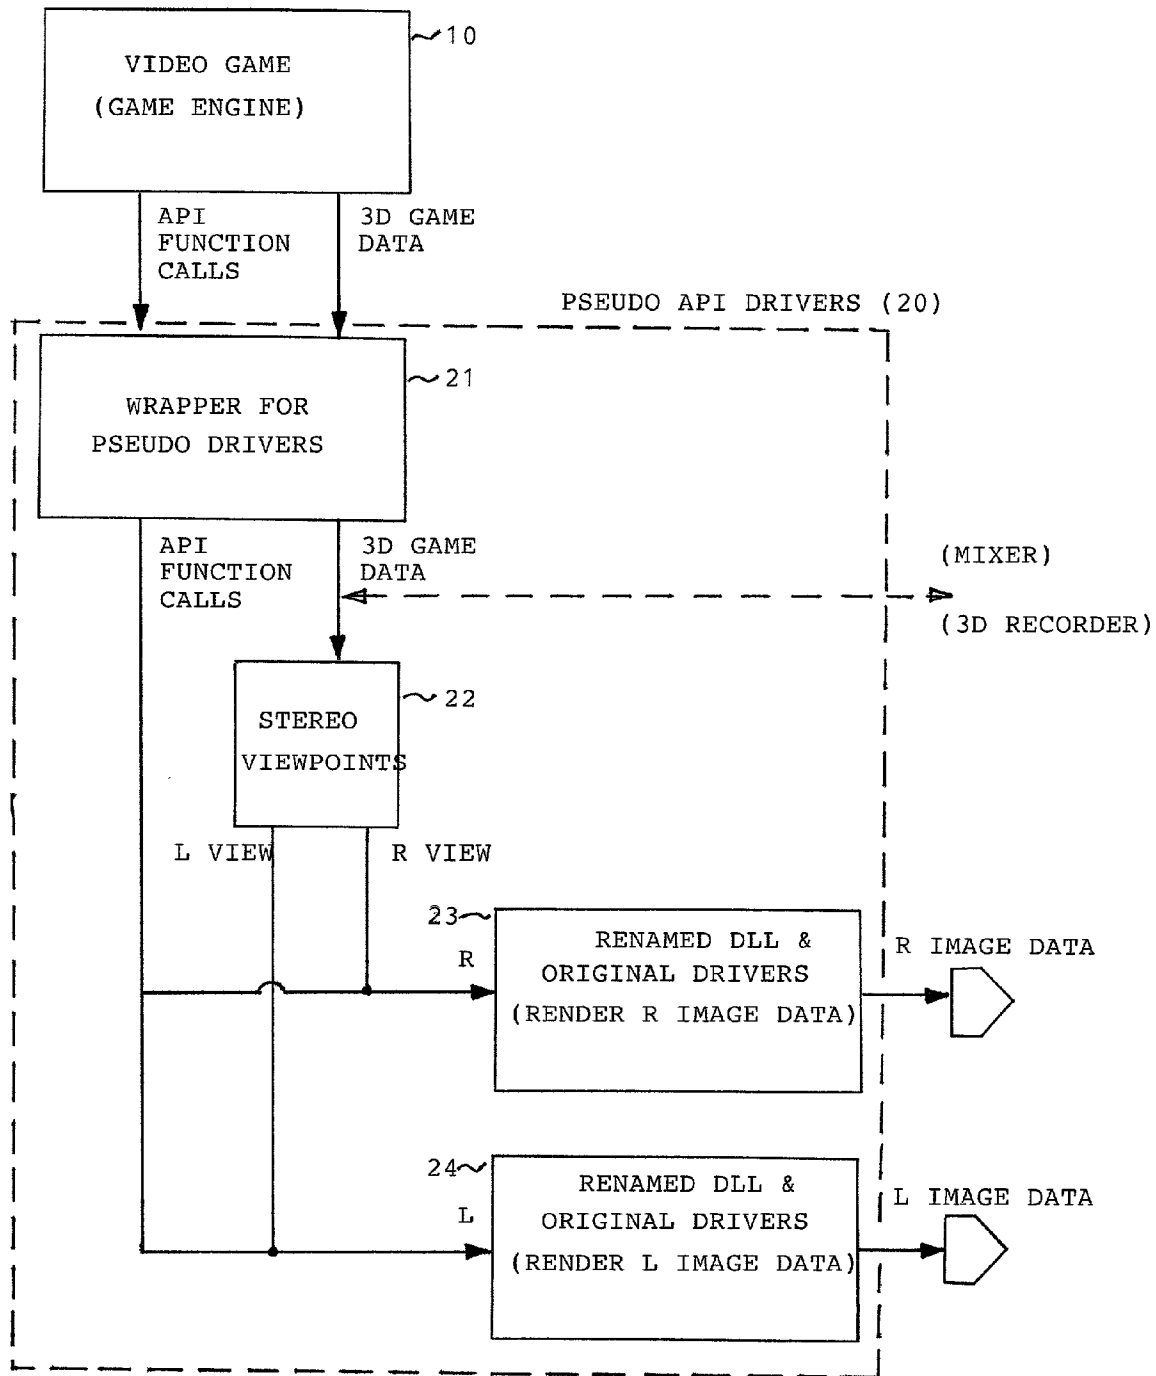 10
VIDEO GAME
(GAME ENGINE)
API
FUNCTION
CALLS
3D GAME
DATA
PSEUDO API DRIVERS (20)
21
WRAPPER FOR
PSEUDO DRIVERS
API
FUNCTION
CALLS
3D GAME
DATA
(MIXER)
(3D RECORDER)
22
STEREO
VIEWPOINTS
L VIEW
R VIEW
23
R
RENAMED DLL &
ORIGINAL DRIVERS
(RENDER R IMAGE DATA)
R IMAGE DATA
24
L
RENAMED DLL &
ORIGINAL DRIVERS
(RENDER L IMAGE DATA)
L IMAGE DATA